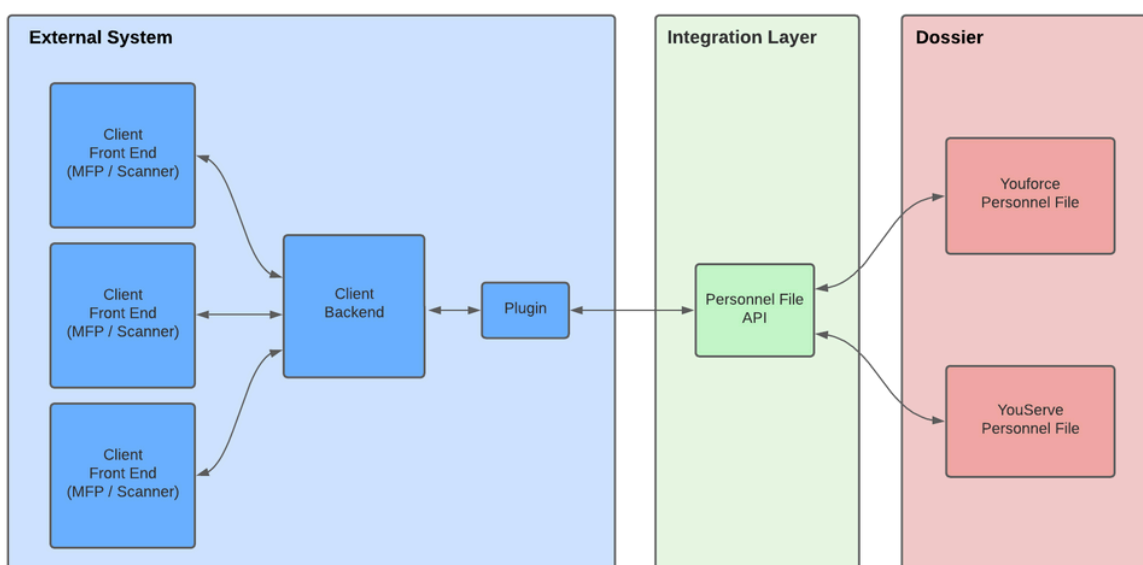 External System
Integration Layer
Dossier
Client
Front End
(MFP / Scanner)
Client
Front End
(MFP / Scanner)
Client
Front End
(MFP / Scanner)
Client
Backend
Plugin
Personnel File
API
Youforce
Personnel File
YouServe
Personnel File